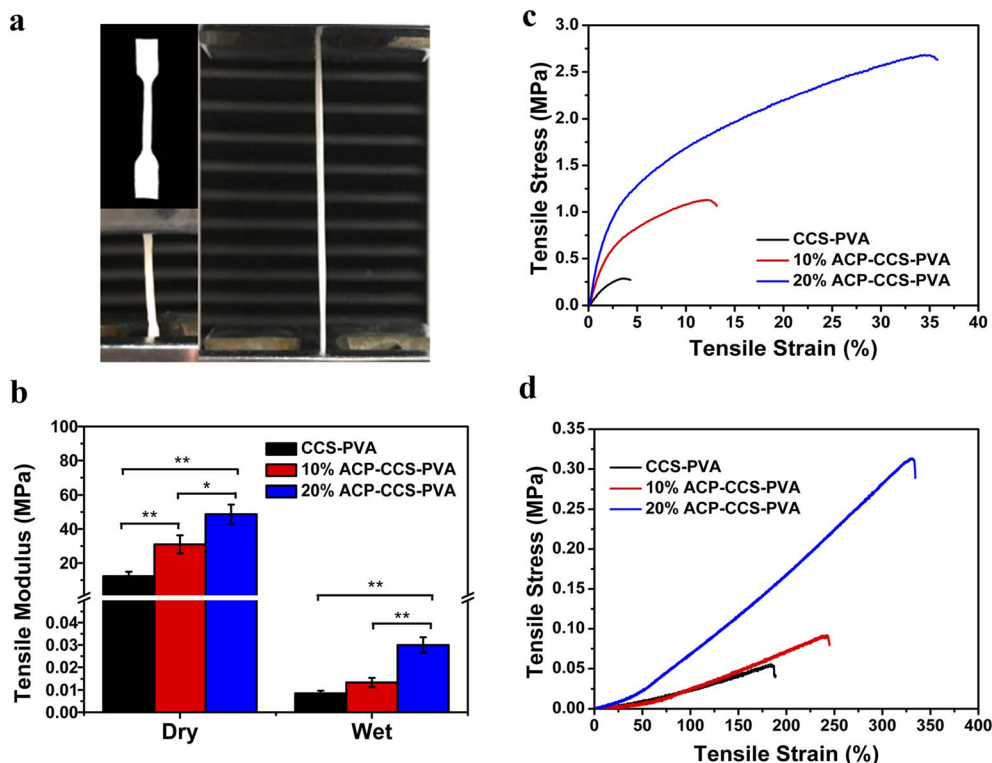 a
b
Tensile Modulus (MPa)
100
80
60
40
20
0.04
0.03
0.02
0.01
0.00
CCS-PVA
10% ACP-CCS-PVA
20% ACP-CCS-PVA
**
*
**
**
**
Dry
Wet
c
Tensile Stress (MPa)
3.0
2.5
2.0
1.5
1.0
0.5
0.0
CCS-PVA
10% ACP-CCS-PVA
20% ACP-CCS-PVA
0 5 10 15 20 25 30 35 40
Tensile Strain (%)
d
Tensile Stress (MPa)
0.35
0.30
0.25
0.20
0.15
0.10
0.05
0.00
CCS-PVA
10% ACP-CCS-PVA
20% ACP-CCS-PVA
0 50 100 150 200 250 300 350 400
Tensile Strain (%)